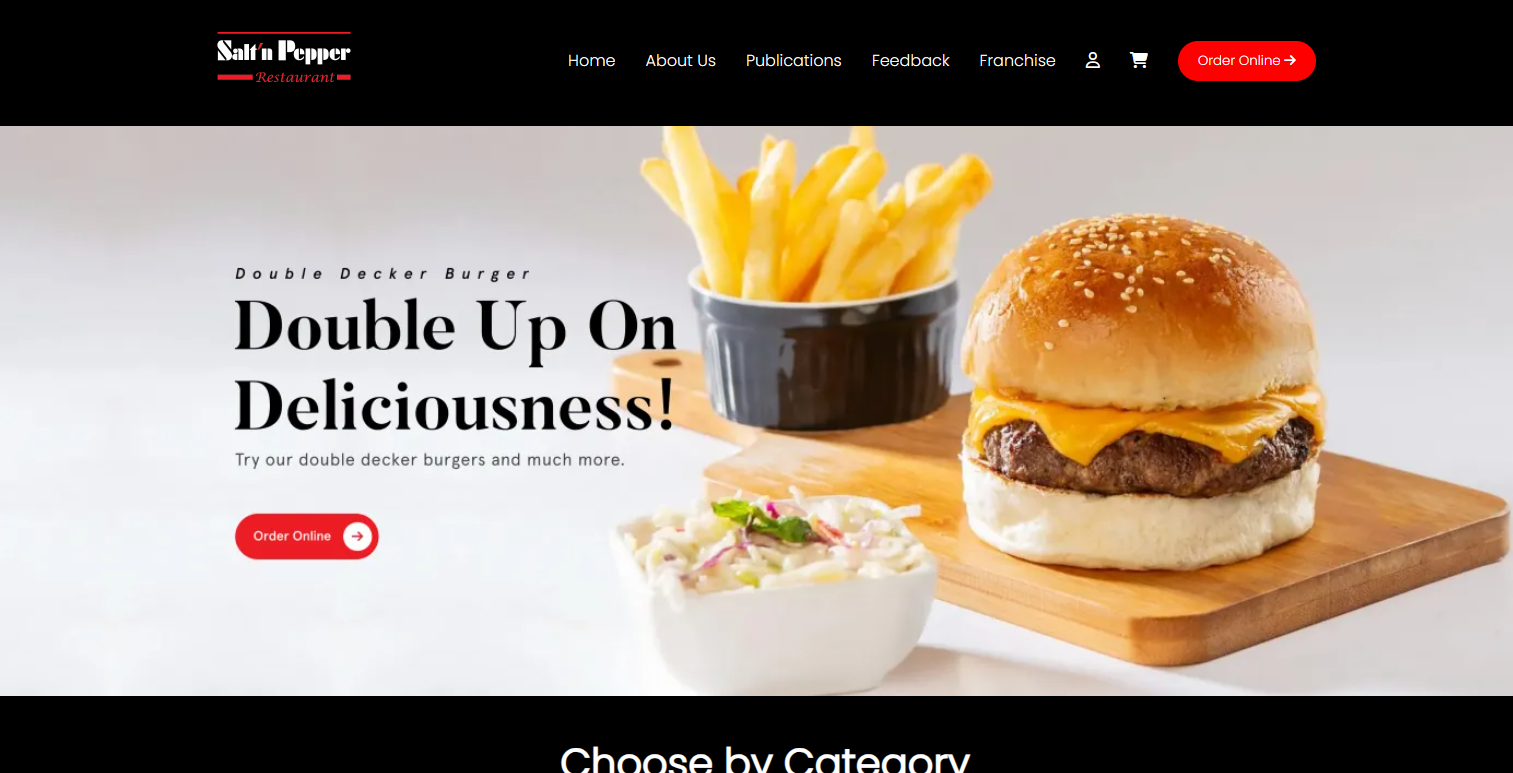 Salt'n Pepper
Restaurant
Home About Us Publications Feedback Franchise Order Online
Double Decker Burger
Double Up On
Deliciousness!
Try our double decker burgers and much more.
Order Online
Choose by Category